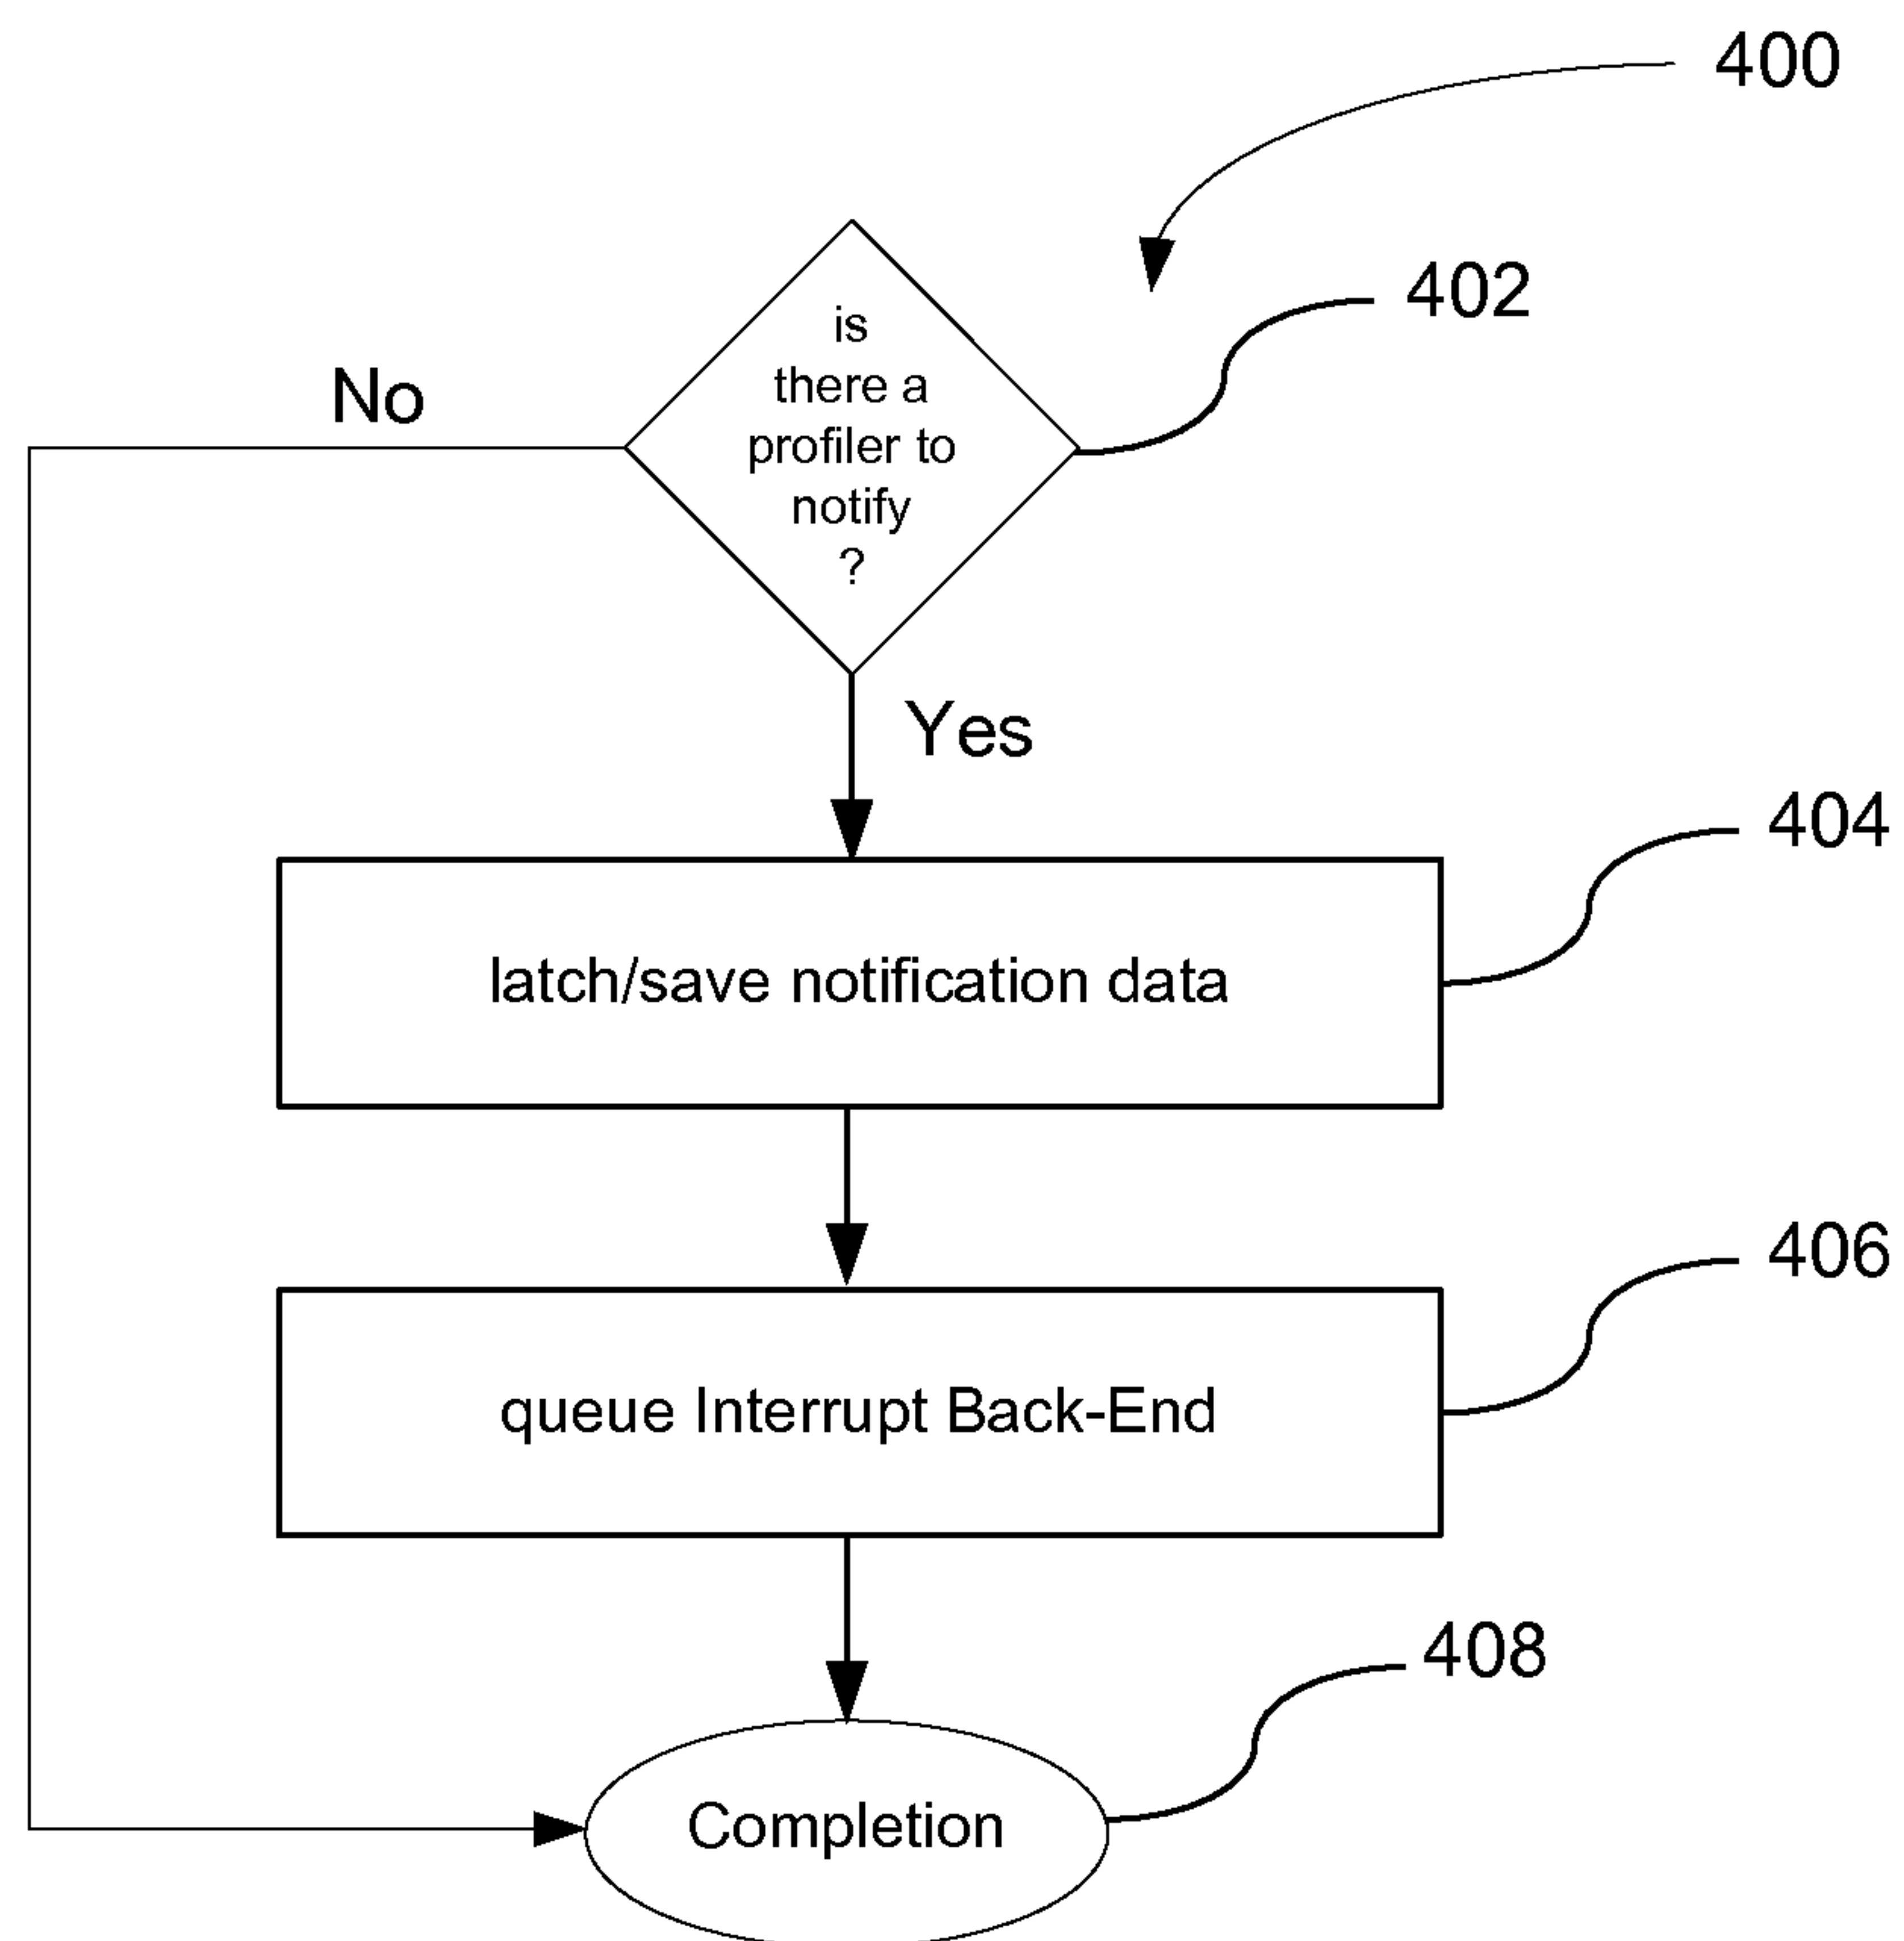 400
402
is
there a
profiler to
notify
?
No
Yes
404
latch/save notification data
406
queue Interrupt Back-End
408
Completion